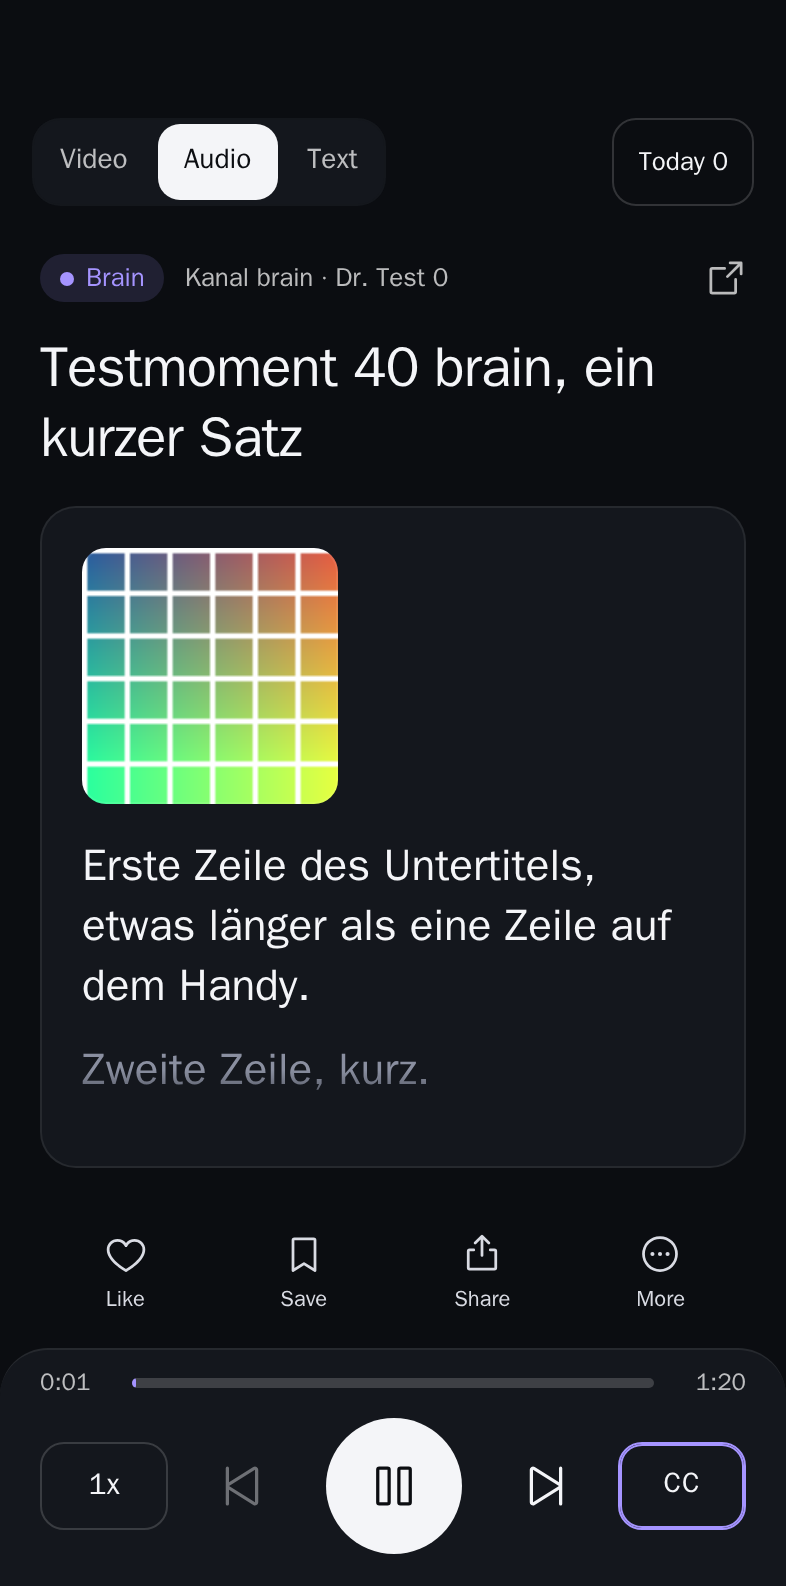 Video Audio Text Today 0
Brain Kanal brain · Dr. Test 0
Testmoment 40 brain, ein
kurzer Satz
Erste Zeile des Untertitels,
etwas länger als eine Zeile auf
dem Handy.
Zweite Zeile, kurz.
Like Save Share More
0:01 1:20
1x CC